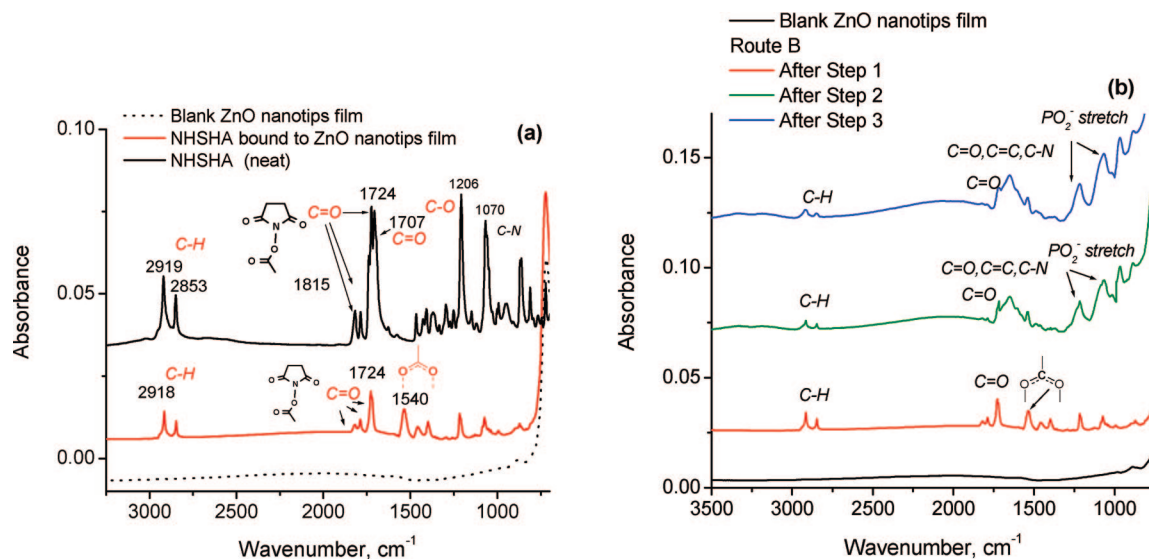 Blank ZnO nanotips film
NHSHA bound to ZnO nanotips film
NHSHA (neat)
(a)
0.10
0.05
0.00
Absorbance
C-H
2919
2853
O
N
O
O
O
C=O
1815
1724
1707
C=O
C-O
1206
1070
C-N
C-H
2918
O
N
O
O
O
C=O
1724
O
O
1540
3000
2500
2000
1500
1000
Wavenumber, cm-1
Blank ZnO nanotips film
Route B
After Step 1
After Step 2
After Step 3
(b)
0.15
0.10
0.05
0.00
Absorbance
PO2- stretch
C=O,C=C,C-N
C=O
C-H
PO2- stretch
C=O,C=C,C-N
C=O
C-H
C-H
C=O
O
C
O
3500
3000
2500
2000
1500
1000
Wavenumber, cm-1